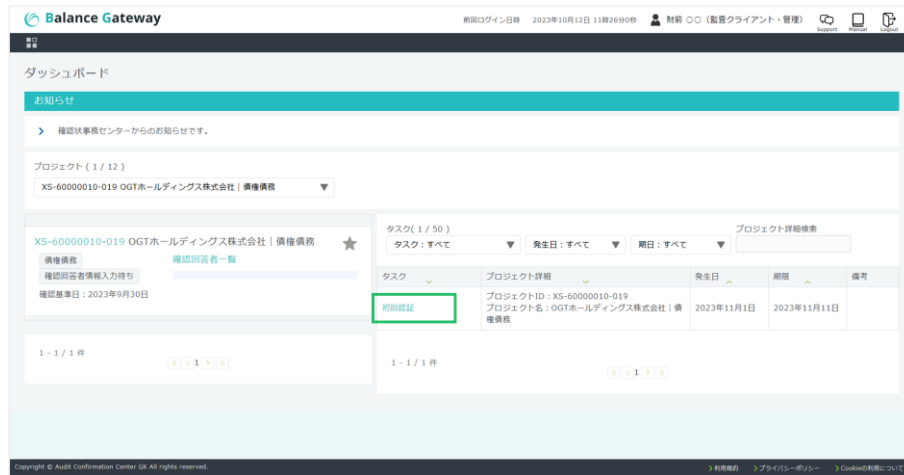 Balance Gateway
前回ログイン日時 2023年10月12日 11時26分0秒 財前 〇〇 (監査クライアント・管理) Support Manual Logout
ダッシュボード
お知らせ
確認状事務センターからのお知らせです。
プロジェクト ( 1 / 12 )
XS-60000010-019 OGTホールディングス株式会社 | 債権債務
XS-60000010-019 OGTホールディングス株式会社 | 債権債務
債権債務 確認回答者一覧
確認回答者情報入力待ち
確認基準日:2023年9月30日
1 - 1 / 1 件
« < 1 > »
タスク( 1 / 50 ) プロジェクト詳細検索
タスク:すべて 発生日:すべて 期日:すべて
タスク プロジェクト詳細 発生日 期限 備考
初回認証 プロジェクトID:XS-60000010-019 2023年11月1日 2023年11月11日
プロジェクト名:OGTホールディングス株式会社 | 債
権債務
1 - 1 / 1 件
« < 1 > »
Copyright © Audit Confirmation Center GK All rights reserved. >利用規約 >プライバシーポリシー >Cookieの利用について